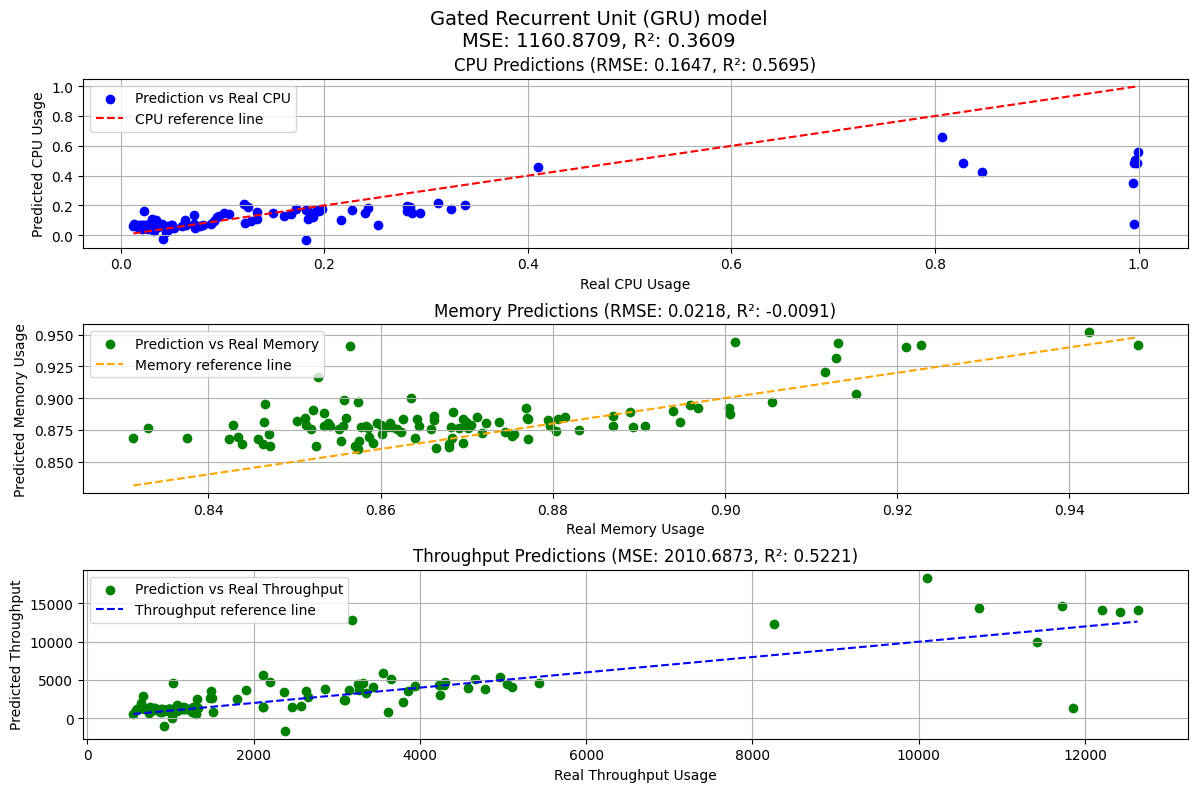 Gated Recurrent Unit (GRU) model
MSE: 1160.8709, R²: 0.3609
CPU Predictions (RMSE: 0.1647, R²: 0.5695)
Predicted CPU Usage
1.0
0.8
0.6
0.4
0.2
0.0
Prediction vs Real CPU
CPU reference line
0.0 0.2 0.4 0.6 0.8 1.0
Real CPU Usage
Memory Predictions (RMSE: 0.0218, R²: -0.0091)
Predicted Memory Usage
0.950
0.925
0.900
0.875
0.850
Prediction vs Real Memory
Memory reference line
0.84 0.86 0.88 0.90 0.92 0.94
Real Memory Usage
Throughput Predictions (MSE: 2010.6873, R²: 0.5221)
Predicted Throughput
15000
10000
5000
0
Prediction vs Real Throughput
Throughput reference line
0 2000 4000 6000 8000 10000 12000
Real Throughput Usage